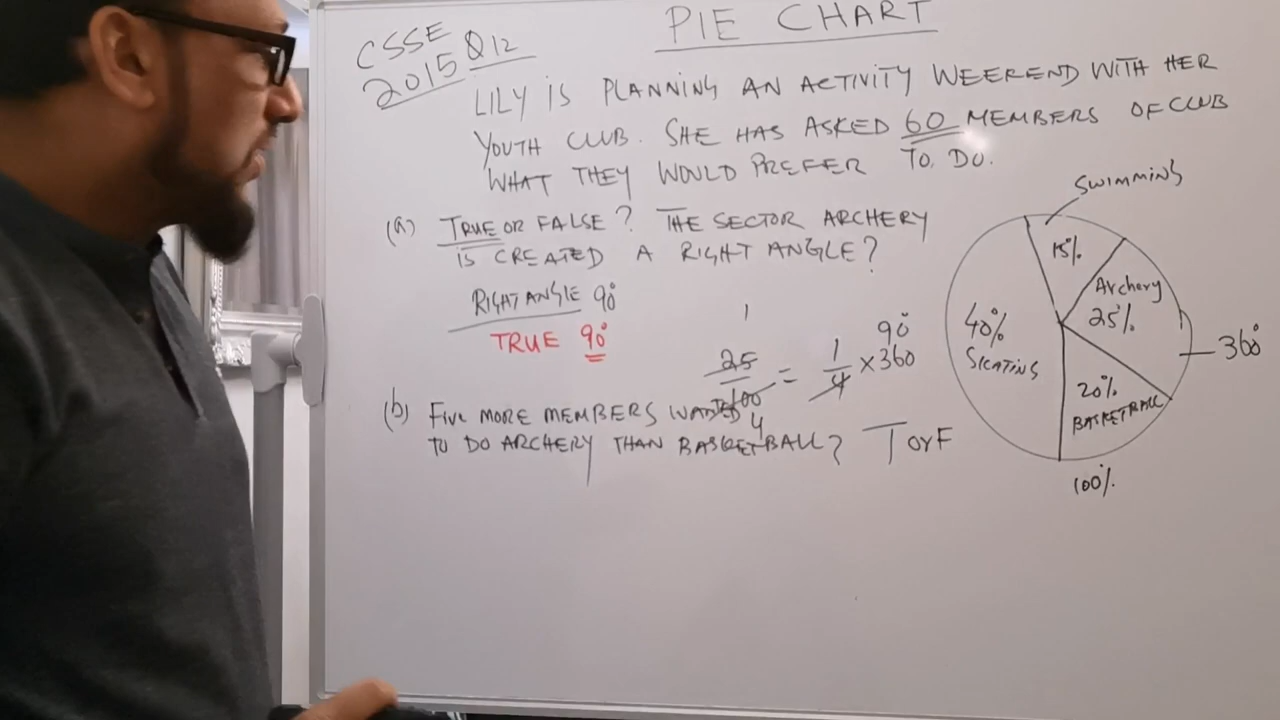 PIE CHART
CSSE
2015 Q12
LILY IS PLANNING AN ACTIVITY WEEKEND WITH HER
YOUTH CLUB. SHE HAS ASKED 60 MEMBERS OF CLUB
WHAT THEY WOULD PREFER TO DO.
(a) TRUE OR FALSE? THE SECTOR ARCHERY
IS CREATED A RIGHT ANGLE?
RIGHT ANGLE 90°
TRUE 90°
1
25/100 = 1/4 × 360
90°
4
(b) FIVE MORE MEMBERS WANTED
TO DO ARCHERY THAN BASKETBALL? T or F
SWIMMING
15%
Archery
25%
40%
SKATING
20%
BASKETBALL
360°
100%